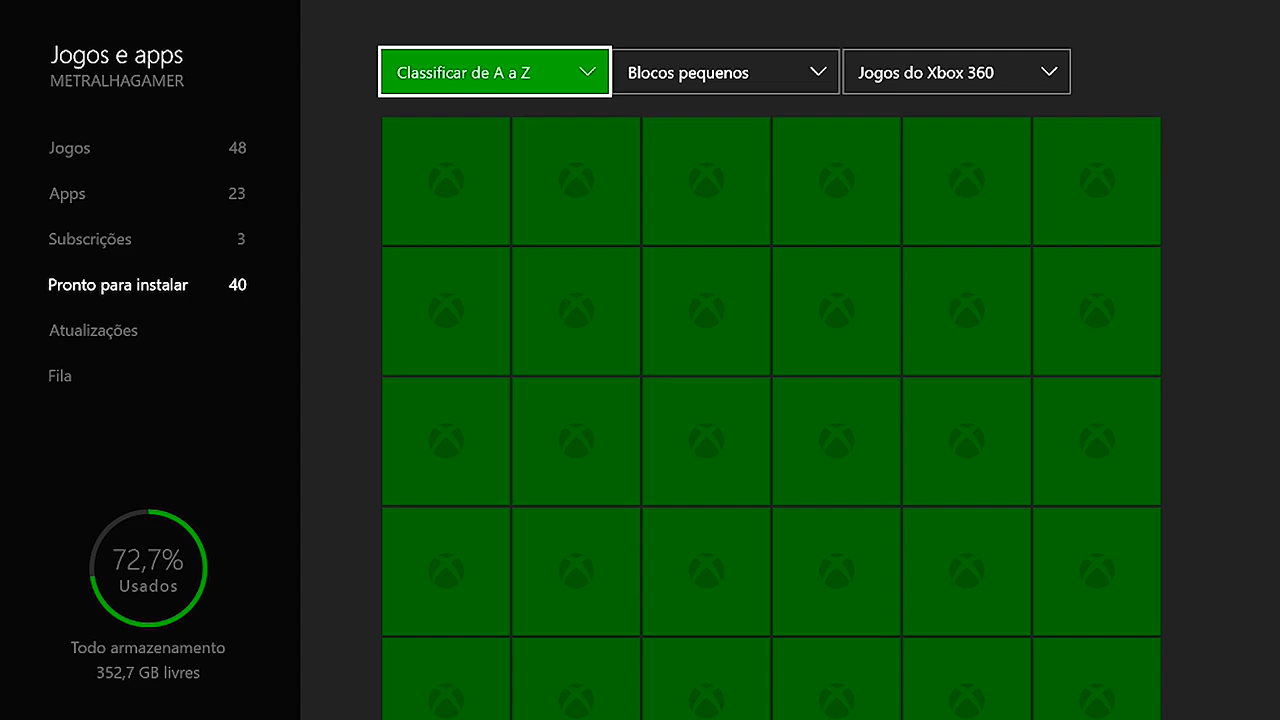 Jogos e apps
METRALHAGAMER
Jogos 48
Apps 23
Subscrições 3
Pronto para instalar 40
Atualizações
Fila
72,7%
Usados
Todo armazenamento
352,7 GB livres
Classificar de A a Z
Blocos pequenos
Jogos do Xbox 360